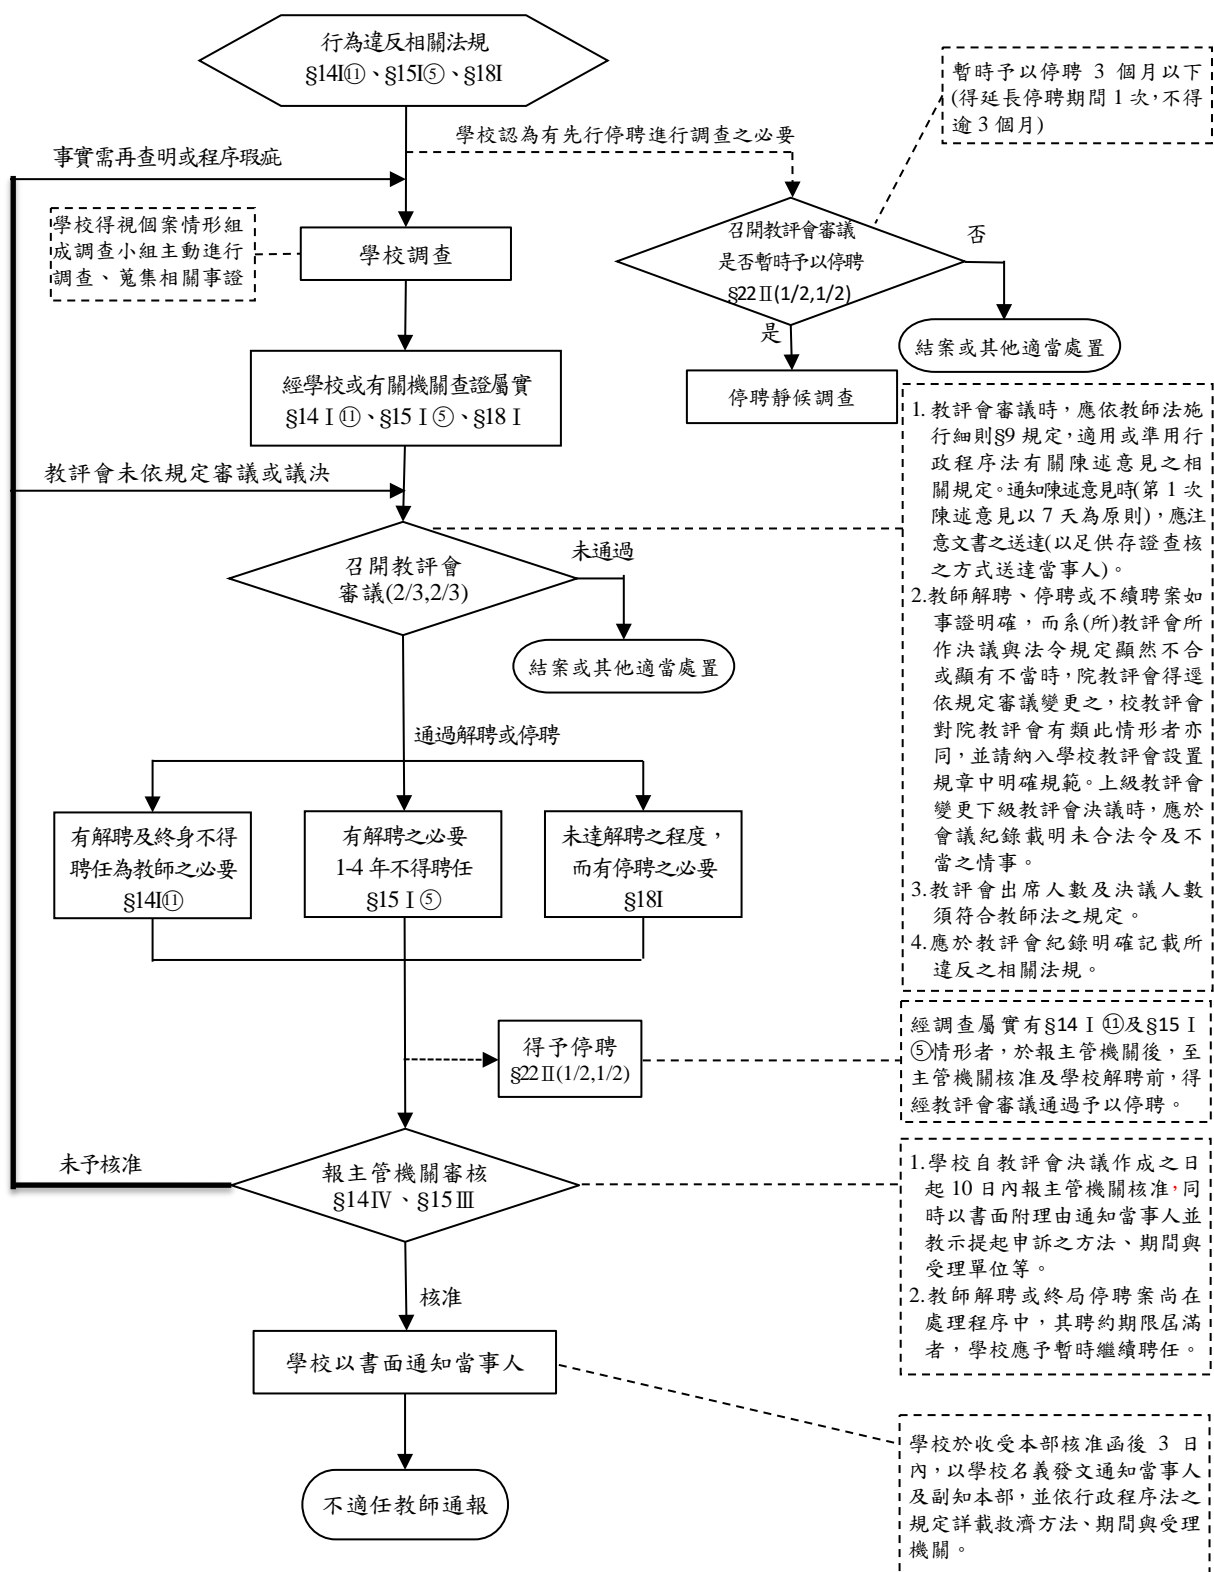 行為違反相關法規
§14I⑪、§15I⑤、§18I
暫時予以停聘 3 個月以下
(得延長停聘期間 1 次,不得
逾 3 個月)
學校認為有先行停聘進行調查之必要
事實需再查明或程序瑕疵
學校得視個案情形組
成調查小組主動進行
調查、蒐集相關事證
學校調查
召開教評會審議
是否暫時予以停聘
§22Ⅱ(1/2,1/2)
否
是
結案或其他適當處置
停聘靜候調查
經學校或有關機關查證屬實
§14Ⅰ⑪、§15Ⅰ⑤、§18Ⅰ
教評會未依規定審議或議決
召開教評會
審議(2/3,2/3)
未通過
結案或其他適當處置
1. 教評會審議時,應依教師法施
行細則§9 規定,適用或準用行
政程序法有關陳述意見之相
關規定。通知陳述意見時(第 1 次
陳述意見以 7 天為原則),應注
意文書之送達(以足供存證查核
之方式送達當事人)。
2.教師解聘、停聘或不續聘案如
事證明確,而系(所)教評會所
作決議與法令規定顯然不合
或顯有不當時,院教評會得逕
依規定審議變更之,校教評會
對院教評會有類此情形者亦
同,並請納入學校教評會設置
規章中明確規範。上級教評會
變更下級教評會決議時,應於
會議紀錄載明未合法令及不
當之情事。
3.教評會出席人數及決議人數
須符合教師法之規定。
4.應於教評會紀錄明確記載所
違反之相關法規。
通過解聘或停聘
有解聘及終身不得
聘任為教師之必要
§14I⑪
有解聘之必要
1-4 年不得聘任
§15Ⅰ⑤
未達解聘之程度,
而有停聘之必要
§18I
得予停聘
§22Ⅱ(1/2,1/2)
經調查屬實有§14Ⅰ⑪及§15Ⅰ
⑤情形者,於報主管機關後,至
主管機關核准及學校解聘前,得
經教評會審議通過予以停聘。
未予核准
報主管機關審核
§14Ⅳ、§15Ⅲ
1.學校自教評會決議作成之日
起 10 日內報主管機關核准,同
時以書面附理由通知當事人並
教示提起申訴之方法、期間與
受理單位等。
2.教師解聘或終局停聘案尚在
處理程序中,其聘約期限屆滿
者,學校應予暫時繼續聘任。
核准
學校以書面通知當事人
學校於收受本部核准函後 3 日
內,以學校名義發文通知當事人
及副知本部,並依行政程序法之
規定詳載救濟方法、期間與受理
機關。
不適任教師通報